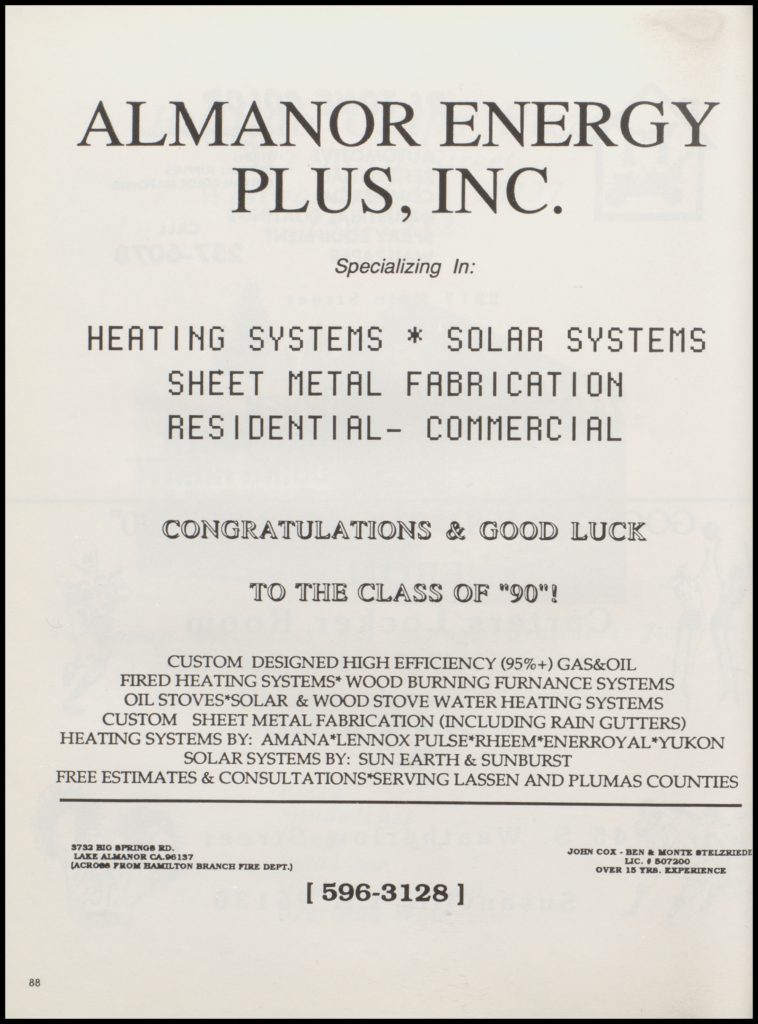 ALMANOR ENERGY
PLUS, INC.
Specializing In:
HEATING SYSTEMS * SOLAR SYSTEMS
SHEET METAL FABRICATION
RESIDENTIAL- COMMERCIAL
CONGRATULATIONS & GOOD LUCK
TO THE CLASS OF "90"!
CUSTOM DESIGNED HIGH EFFICIENCY (95%+) GAS&OIL
FIRED HEATING SYSTEMS* WOOD BURNING FURNANCE SYSTEMS
OIL STOVES*SOLAR & WOOD STOVE WATER HEATING SYSTEMS
CUSTOM SHEET METAL FABRICATION (INCLUDING RAIN GUTTERS)
HEATING SYSTEMS BY: AMANA*LENNOX PULSE*RHEEM*ENERROYAL*YUKON
SOLAR SYSTEMS BY: SUN EARTH & SUNBURST
FREE ESTIMATES & CONSULTATIONS*SERVING LASSEN AND PLUMAS COUNTIES
3732 BIG SPRINGS RD.
LAKE ALMANOR CA.96137
(ACROSS FROM HAMILTON BRANCH FIRE DEPT.)
JOHN COX - BEN & MONTE STELZRIEDE
LIC. # 507200
OVER 15 YRS. EXPERIENCE
[ 596-3128 ]
88